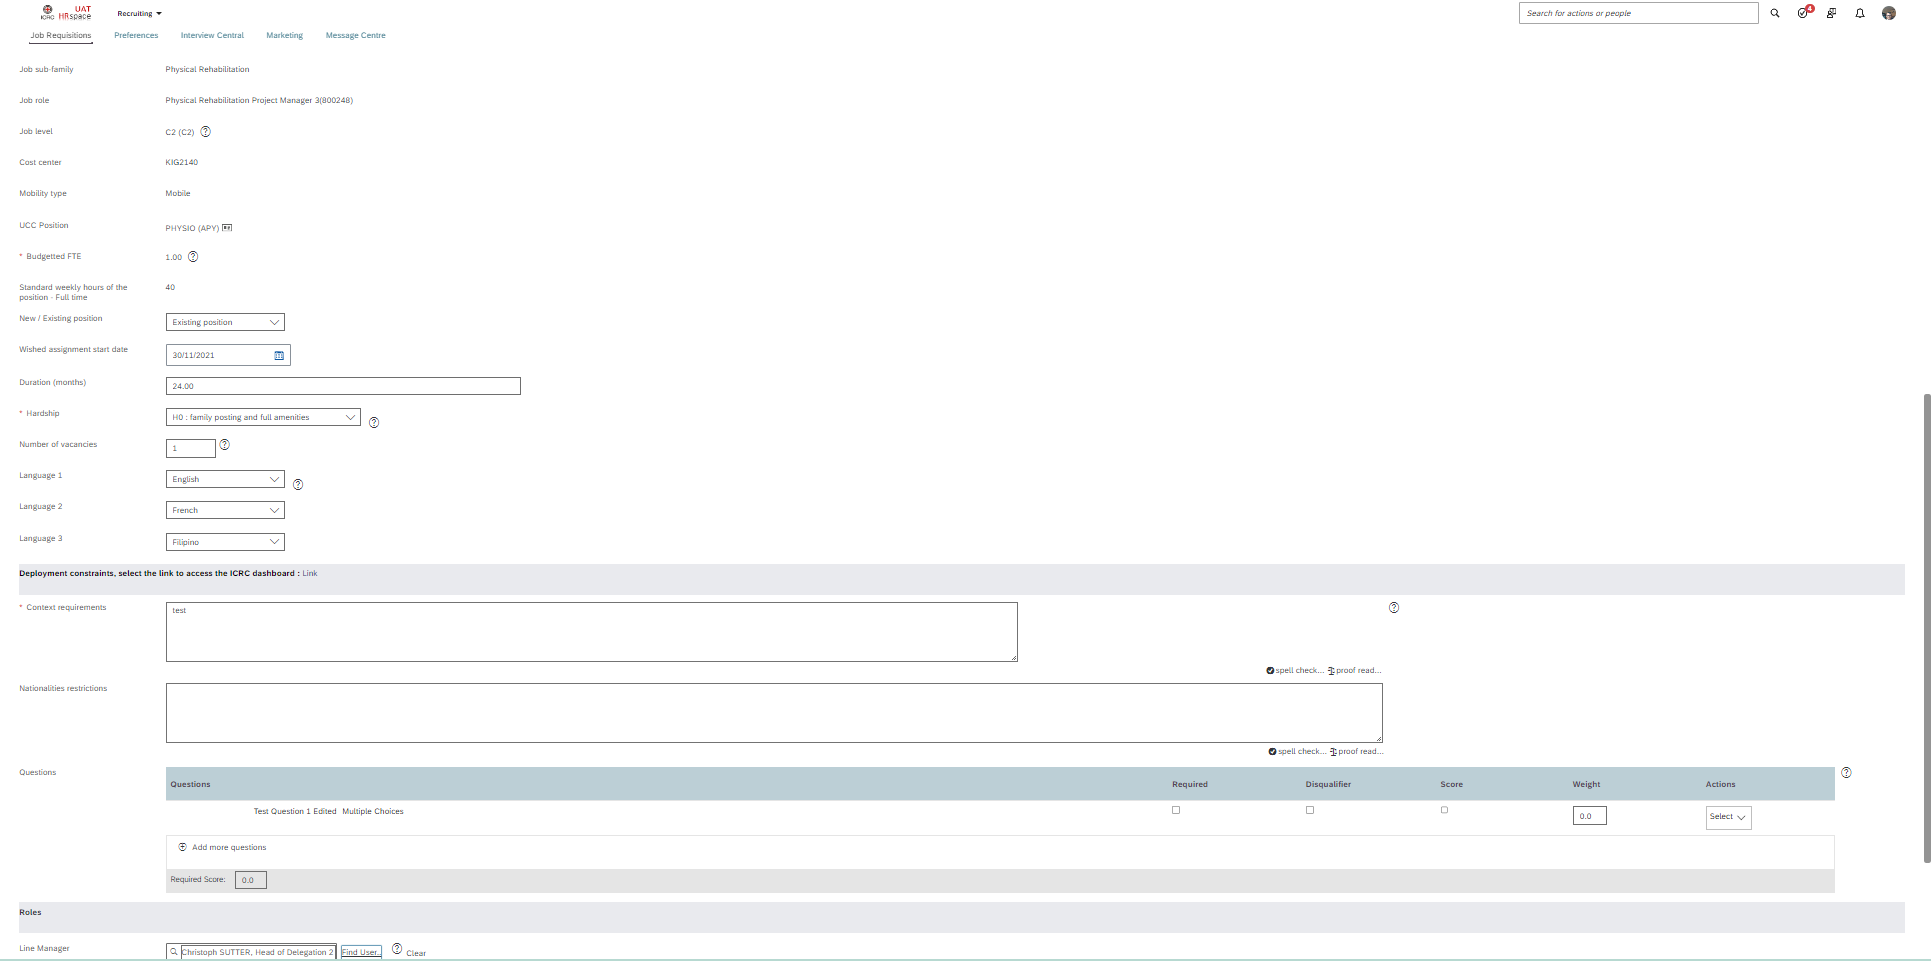 UAT
ICRC HRspace
Recruiting
Search for actions or people
4
Job Requisitions Preferences Interview Central Marketing Message Centre
Job sub-family Physical Rehabilitation
Job role Physical Rehabilitation Project Manager 3(800248)
Job level C2 (C2) ?
Cost center KIG2140
Mobility type Mobile
UCC Position PHYSIO (APY)
* Budgetted FTE 1.00 ?
Standard weekly hours of the 40
position - Full time
New / Existing position Existing position
Wished assignment start date 30/11/2021
Duration (months) 24.00
* Hardship H0 : family posting and full amenities ?
Number of vacancies 1 ?
Language 1 English ?
Language 2 French
Language 3 Filipino
Deployment constraints, select the link to access the ICRC dashboard : Link
* Context requirements test ?
spell check... proof read...
Nationalities restrictions
spell check... proof read...
Questions ?
Questions Required Disqualifier Score Weight Actions
Test Question 1 Edited Multiple Choices 0.0 Select
Add more questions
Required Score: 0.0
Roles
Line Manager Christoph SUTTER, Head of Delegation 2 Find User.. ? Clear